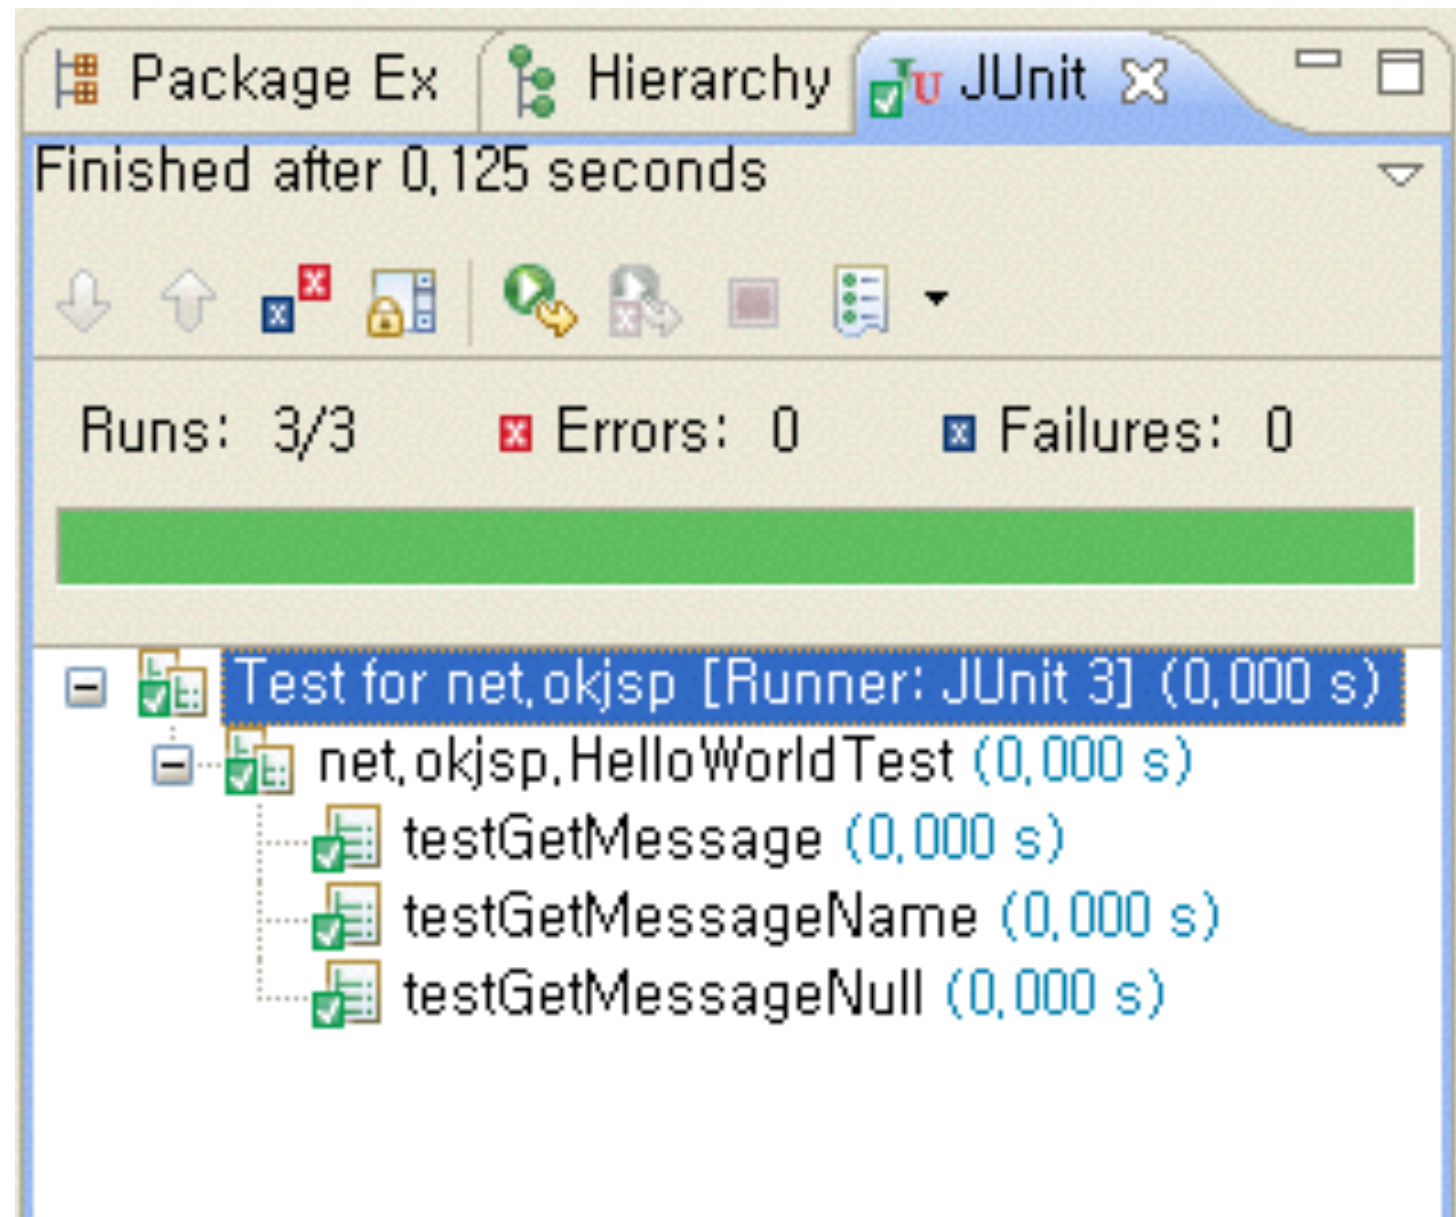 Package Ex Hierarchy JUnit
Finished after 0,125 seconds
Runs: 3/3 Errors: 0 Failures: 0
Test for net,okjsp [Runner: JUnit 3] (0,000 s)
net,okjsp,HelloWorldTest (0,000 s)
testGetMessage (0,000 s)
testGetMessageName (0,000 s)
testGetMessageNull (0,000 s)